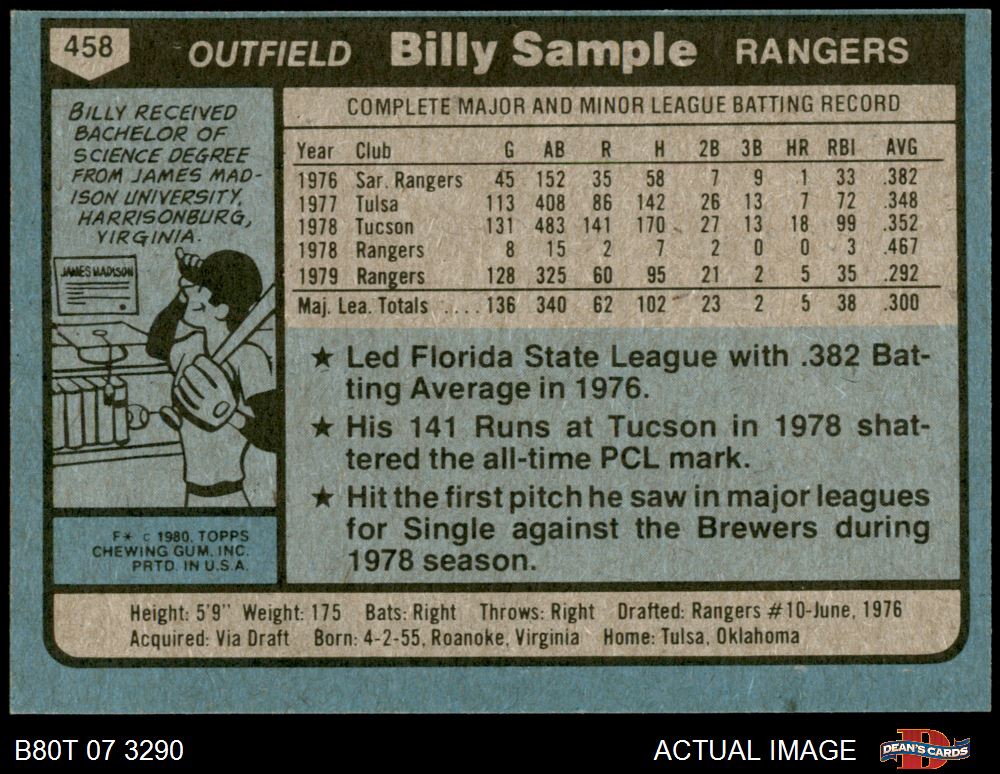 458 OUTFIELD Billy Sample RANGERS
BILLY RECEIVED
BACHELOR OF
SCIENCE DEGREE
FROM JAMES MAD-
ISON UNIVERSITY,
HARRISONBURG,
VIRGINIA.
JAMES MADISON
COMPLETE MAJOR AND MINOR LEAGUE BATTING RECORD
Year Club G AB R H 2B 3B HR RBI AVG
1976 Sar. Rangers 45 152 35 58 7 9 1 33 .382
1977 Tulsa 113 408 86 142 26 13 7 72 .348
1978 Tucson 131 483 141 170 27 13 18 99 .352
1978 Rangers 8 15 2 7 2 0 0 3 .467
1979 Rangers 128 325 60 95 21 2 5 35 .292
Maj. Lea. Totals .... 136 340 62 102 23 2 5 38 .300
★ Led Florida State League with .382 Bat-
ting Average in 1976.
★ His 141 Runs at Tucson in 1978 shat-
tered the all-time PCL mark.
★ Hit the first pitch he saw in major leagues
for Single against the Brewers during
1978 season.
F* © 1980, TOPPS
CHEWING GUM, INC.
PRTD. IN U.S.A.
Height: 5'9" Weight: 175 Bats: Right Throws: Right Drafted: Rangers #10-June, 1976
Acquired: Via Draft Born: 4-2-55, Roanoke, Virginia Home: Tulsa, Oklahoma
B80T 07 3290 ACTUAL IMAGE DEAN'S CARDS